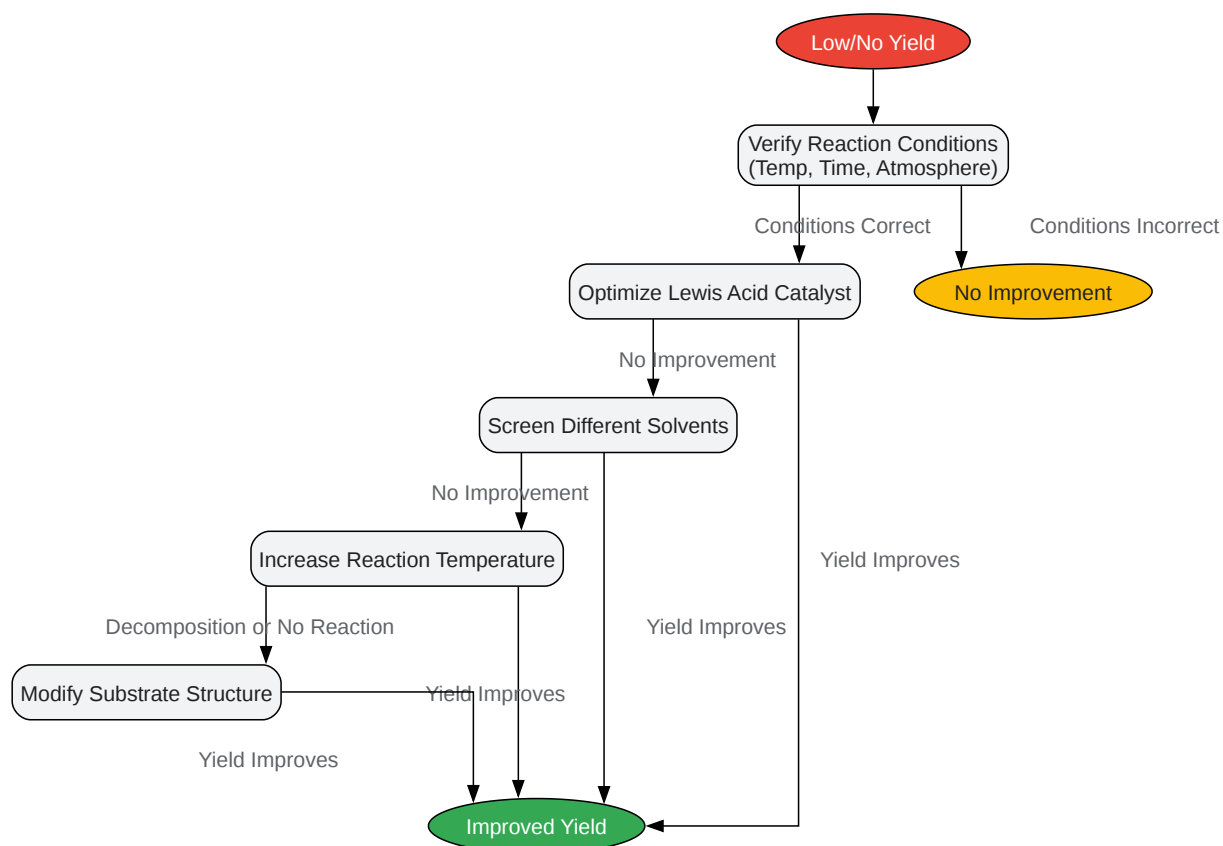 Low/No Yield
Verify Reaction Conditions
(Temp, Time, Atmosphere)
Conditions Correct
Conditions Incorrect
Optimize Lewis Acid Catalyst
No Improvement
No Improvement
Screen Different Solvents
No Improvement
Increase Reaction Temperature
Yield Improves
Decomposition or No Reaction
Yield Improves
Modify Substrate Structure
Yield Improves
Yield Improves
Improved Yield